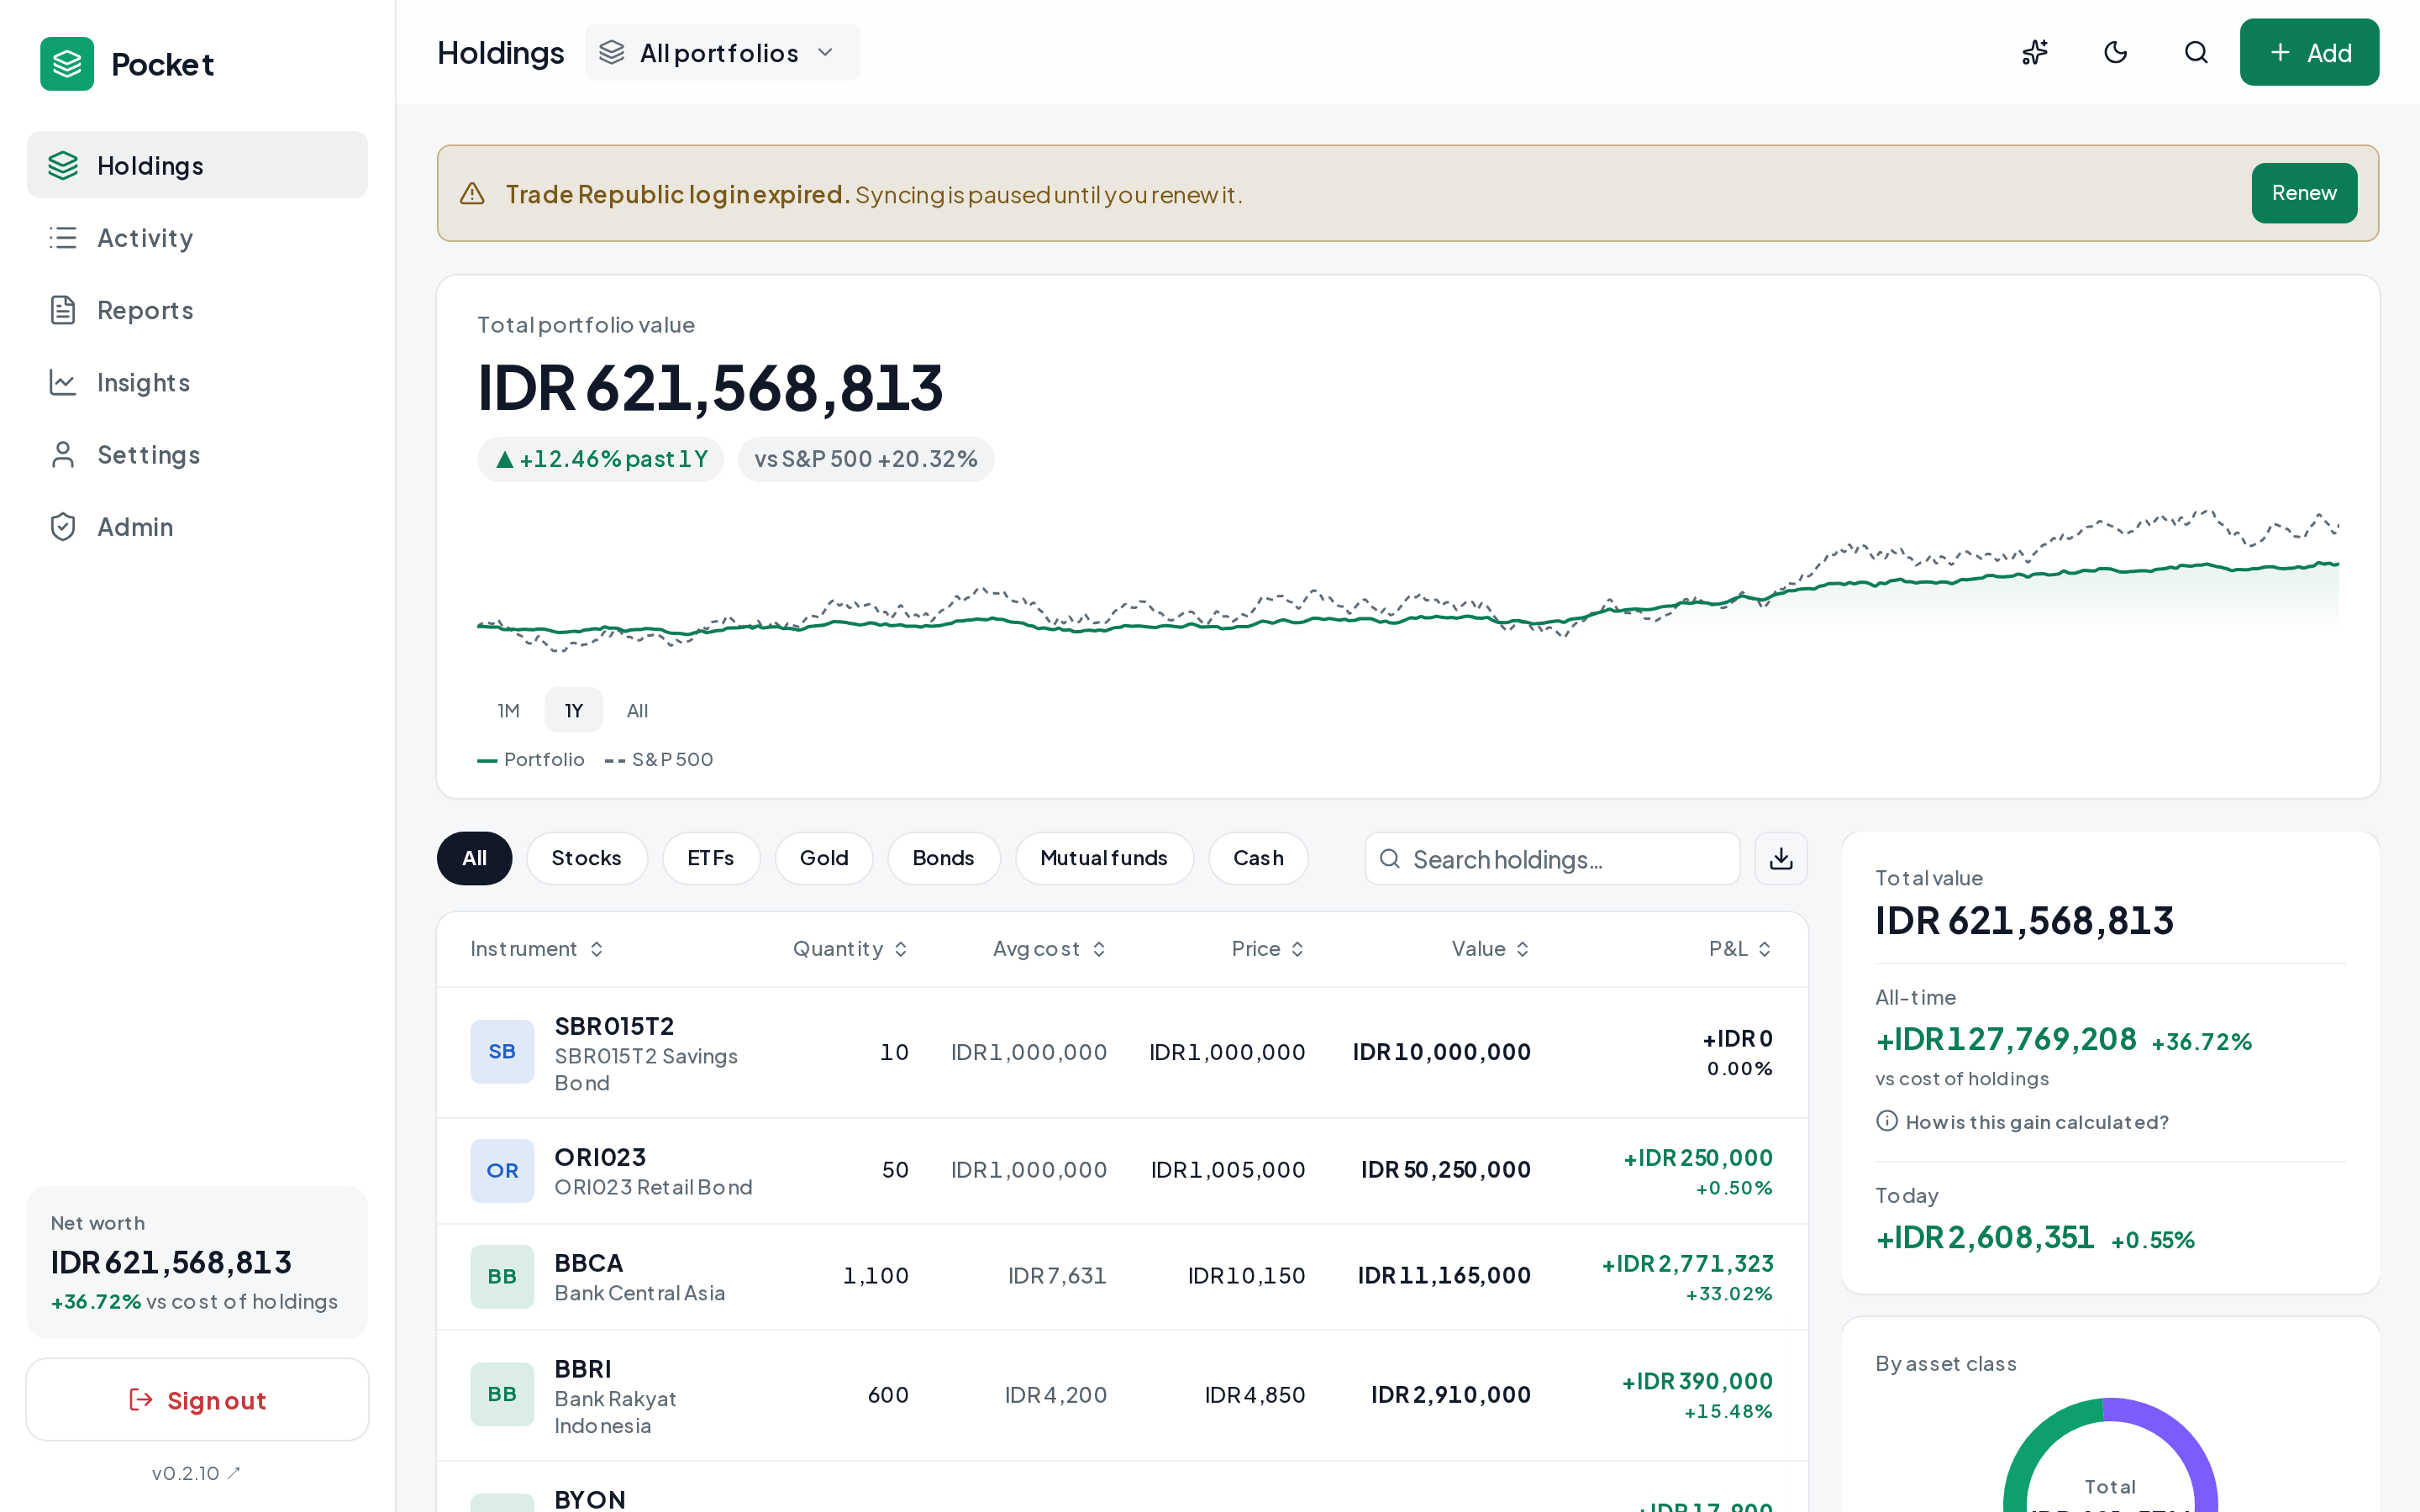 Pocket
Holdings
Activity
Reports
Insights
Settings
Admin
Net worth
IDR 621,568,813
+36.72% vs cost of holdings
Sign out
v0.2.10 ↗
Holdings
All portfolios
Add
Trade Republic login expired. Syncing is paused until you renew it.
Renew
Total portfolio value
IDR 621,568,813
▲ +12.46% past 1Y
vs S&P 500 +20.32%
1M 1Y All
Portfolio S&P 500
All Stocks ETFs Gold Bonds Mutual funds Cash
Search holdings...
Instrument Quantity Avg cost Price Value P&L
SB
SBR015T2
SBR015T2 Savings
Bond
10 IDR 1,000,000 IDR 1,000,000 IDR 10,000,000
+IDR 0
0.00%
OR
ORI023
ORI023 Retail Bond
50 IDR 1,000,000 IDR 1,005,000 IDR 50,250,000
+IDR 250,000
+0.50%
BB
BBCA
Bank Central Asia
1,100 IDR 7,631 IDR 10,150 IDR 11,165,000
+IDR 2,771,323
+33.02%
BB
BBRI
Bank Rakyat
Indonesia
600 IDR 4,200 IDR 4,850 IDR 2,910,000
+IDR 390,000
+15.48%
BYON
Total value
IDR 621,568,813
All-time
+IDR 127,769,208 +36.72%
vs cost of holdings
How is this gain calculated?
Today
+IDR 2,608,351 +0.55%
By asset class
Total